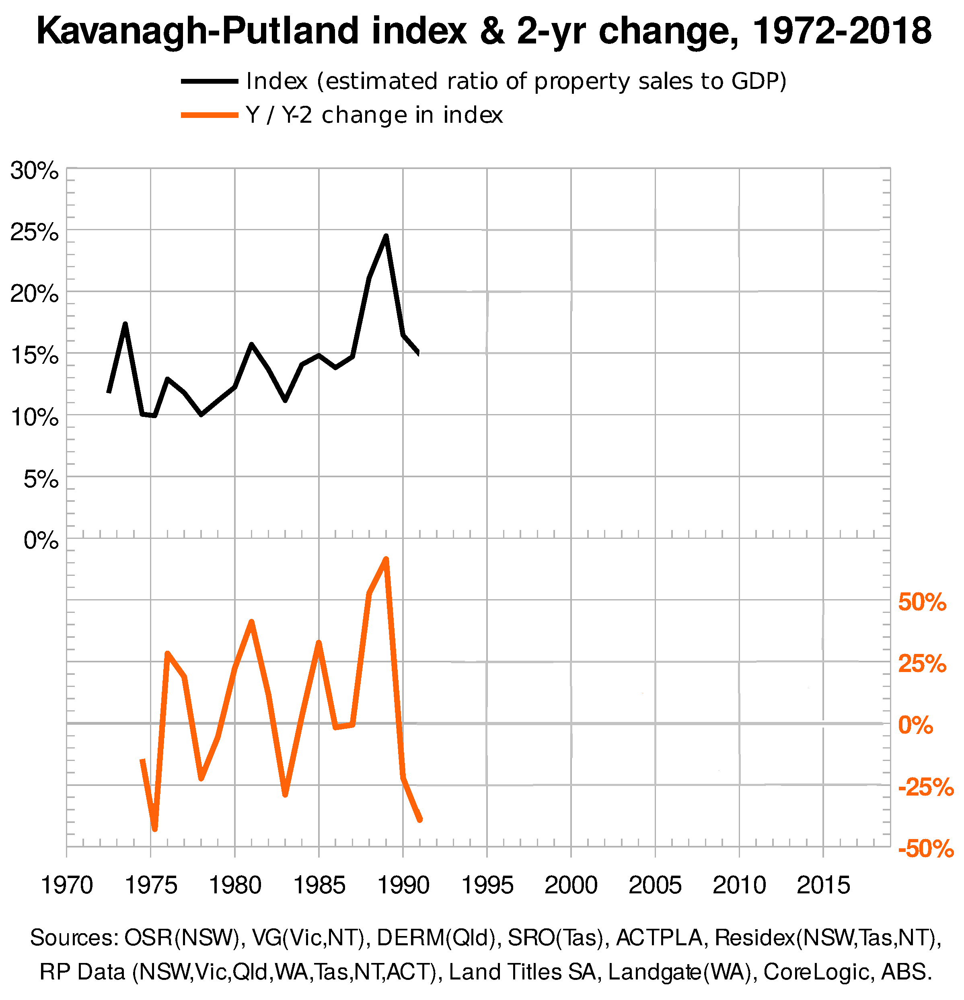 Kavanagh-Putland index & 2-yr change, 1972-2018
Index (estimated ratio of property sales to GDP)
Y / Y-2 change in index
30%
25%
20%
15%
10%
5%
0%
50%
25%
0%
-25%
-50%
1970 1975 1980 1985 1990 1995 2000 2005 2010 2015
Sources: OSR(NSW), VG(Vic,NT), DERM(Qld), SRO(Tas), ACTPLA, Residex(NSW,Tas,NT),
RP Data (NSW,Vic,Qld,WA,Tas,NT,ACT), Land Titles SA, Landgate(WA), CoreLogic, ABS.